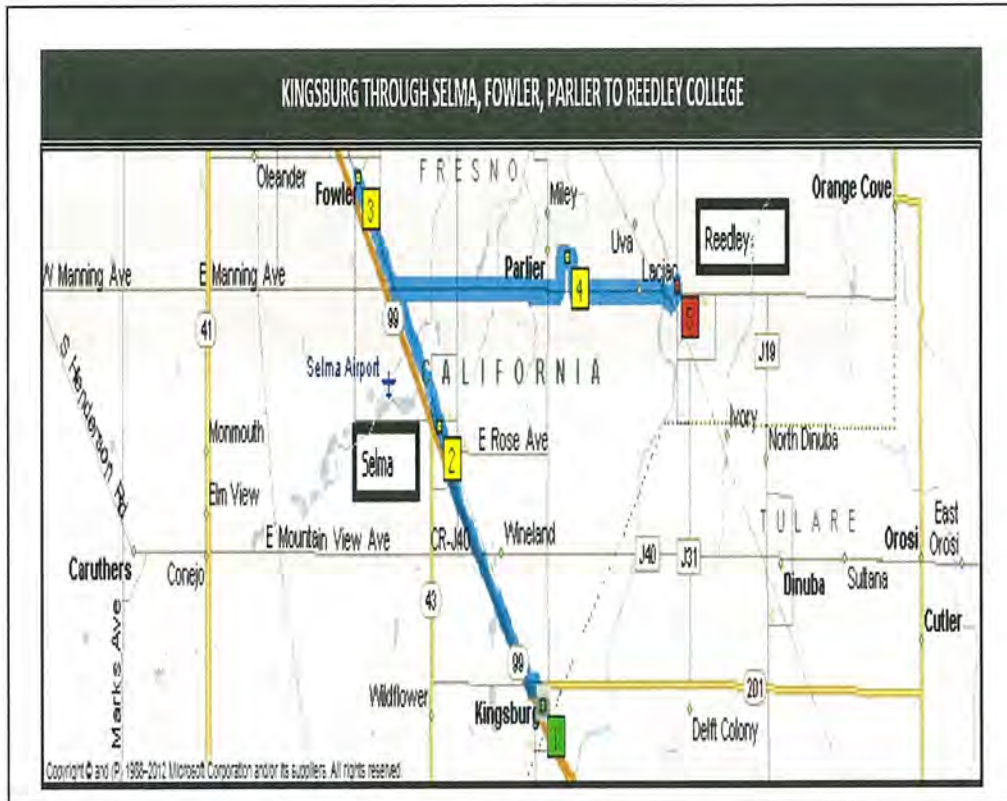 KINGSBURG THROUGH SELMA, FOWLER, PARLIER TO REEDLEY COLLEGE
FRESNO
Oleander
Fowler
3
Miley
Orange Cove
Uva
Reedley
Parlier
Laciac
W Manning Ave
E Manning Ave
4
5
41
99
J19
Selma Airport
CALIFORNIA
S Henderson Rd
Ivory
Monmouth
Selma
2
E Rose Ave
North Dinuba
Elm View
TULARE
East
Orosi
E Mountain View Ave
CR-J40
Wineland
J40
J31
Orosi
Caruthers
Conejo
Dinuba
Sultana
Marks Ave
43
Cutler
99
Wildflower
Kingsburg
201
1
Delft Colony
Copyright © and (P) 1988-2012 Microsoft Corporation and/or its suppliers. All rights reserved.